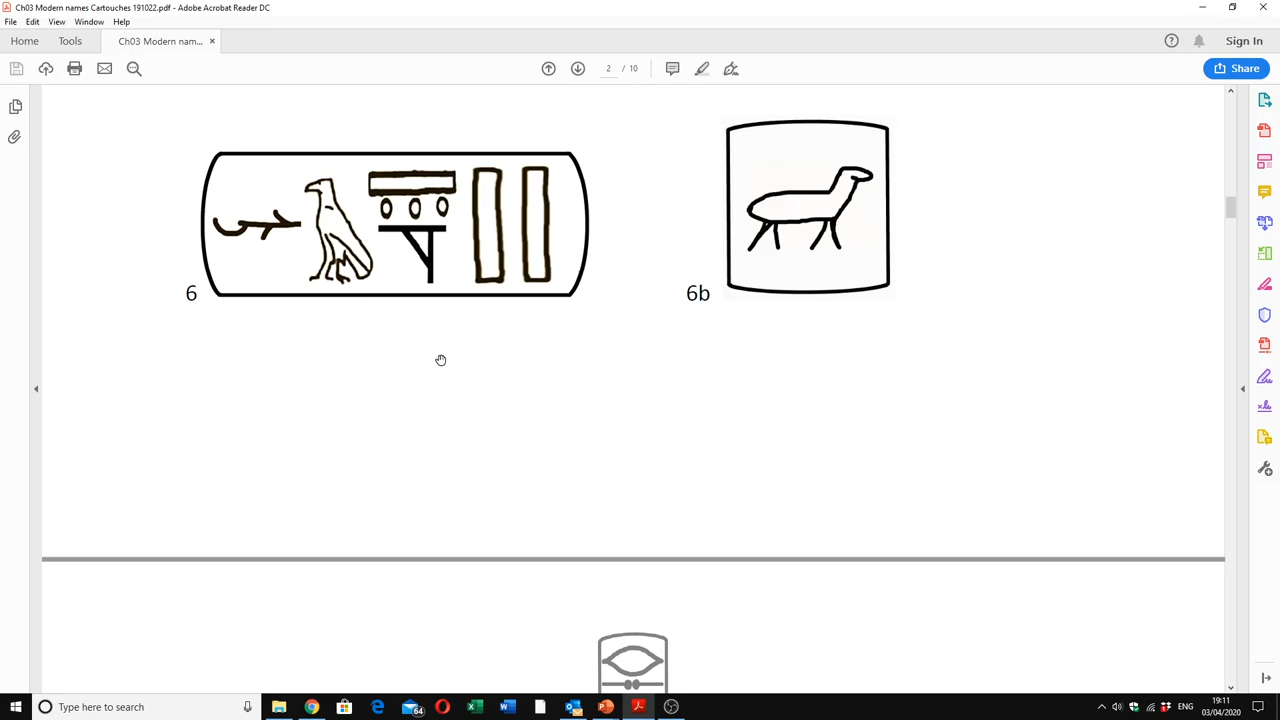 Ch03 Modern names Cartouches 191022.pdf - Adobe Acrobat Reader DC
File Edit View Window Help
Home Tools Ch03 Modern nam... × Sign In
2 / 10 Share
6 6b
64
Type here to search
ENG 19:11
03/04/2020